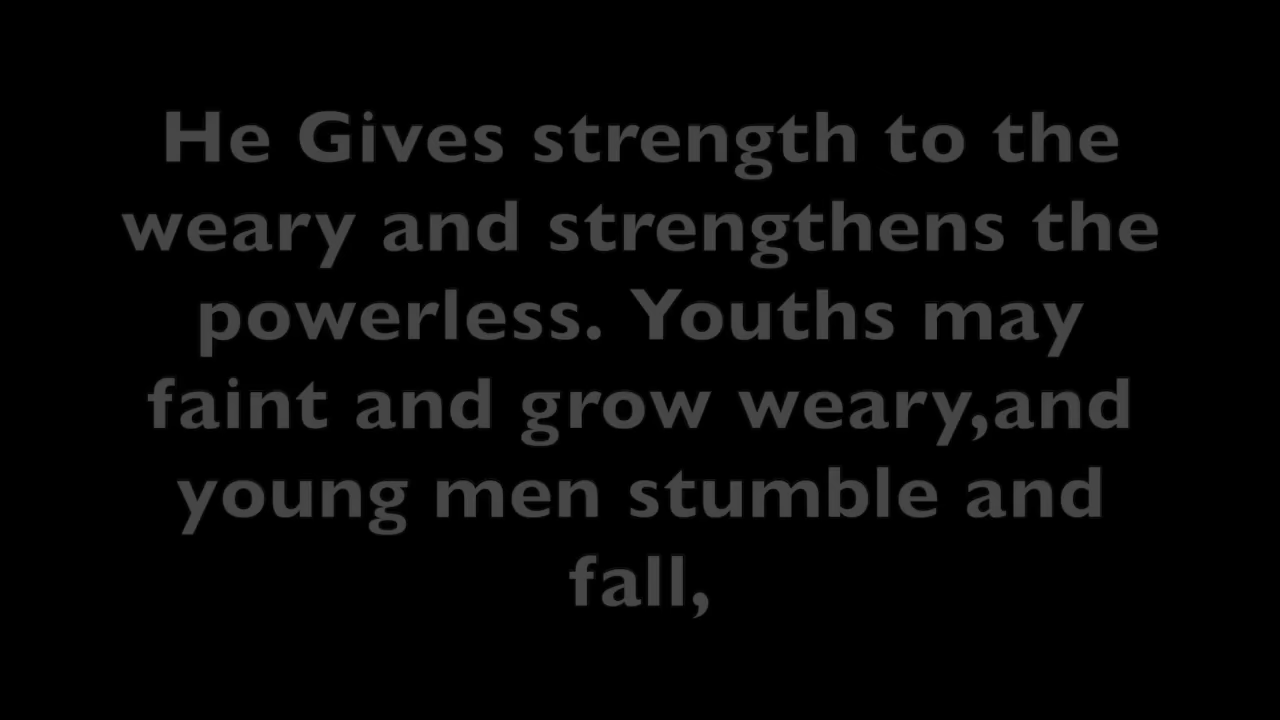 He Gives strength to the
weary and strengthens the
powerless. Youths may
faint and grow weary,and
young men stumble and
fall,